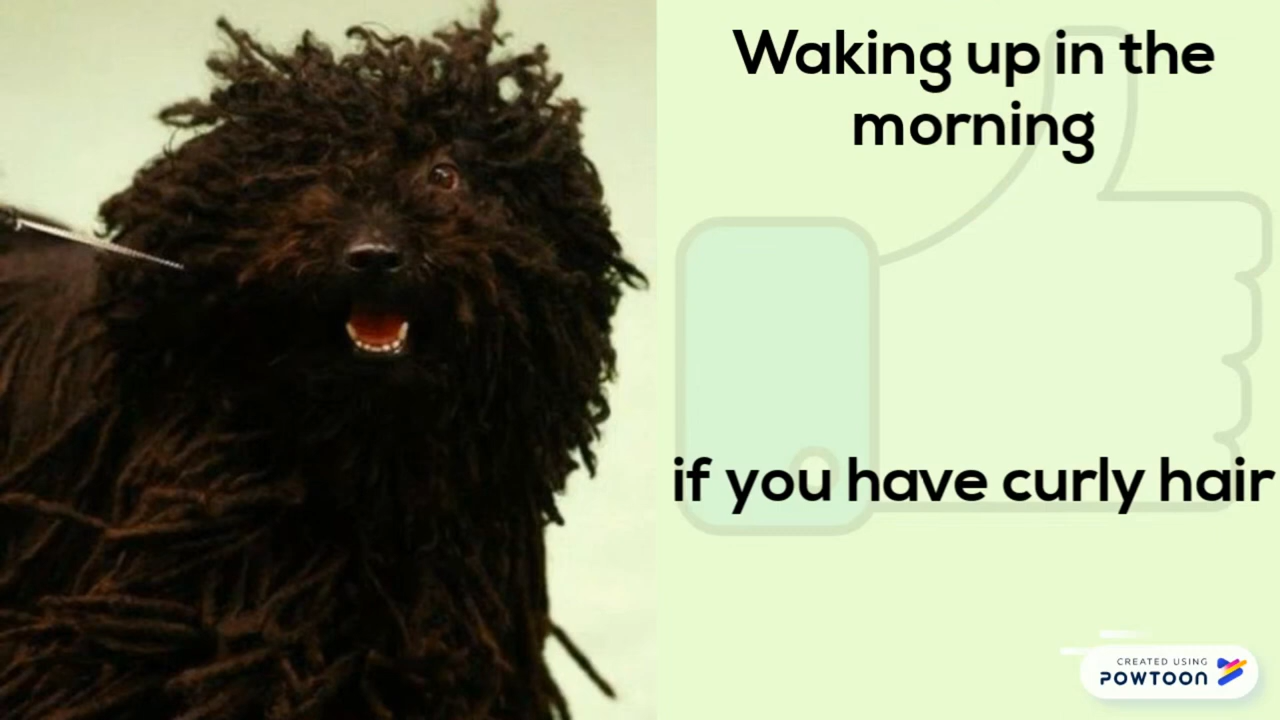 Waking up in the
morning
if you have curly hair
CREATED USING
POWTOON